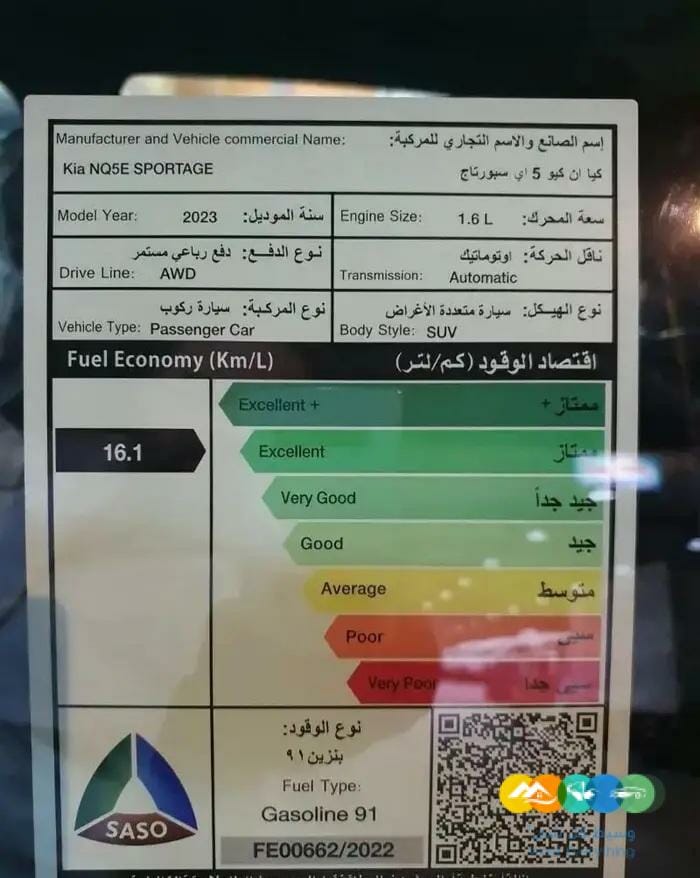 Manufacturer and Vehicle commercial Name: إسم الصانع والاسم التجاري للمركبة:
Kia NQ5E SPORTAGE كيا ان كيو 5 اي سبورتاج
Model Year: 2023 سنة الموديل:
Engine Size: 1.6 L سعة المحرك:
نوع الدفع: دفع رباعي مستمر
Drive Line: AWD
ناقل الحركة: اوتوماتيك
Transmission: Automatic
نوع المركبة: سيارة ركوب
Vehicle Type: Passenger Car
نوع الهيكل: سيارة متعددة الأغراض
Body Style: SUV
Fuel Economy (Km/L) اقتصاد الوقود (كم/لتر)
Excellent + ممتاز +
16.1
Excellent ممتاز
Very Good جيد جداً
Good جيد
Average متوسط
Poor سيئ
Very Poor سيئ جدا
SASO
نوع الوقود:
بنزين ٩١
Fuel Type:
Gasoline 91
FE00662/2022